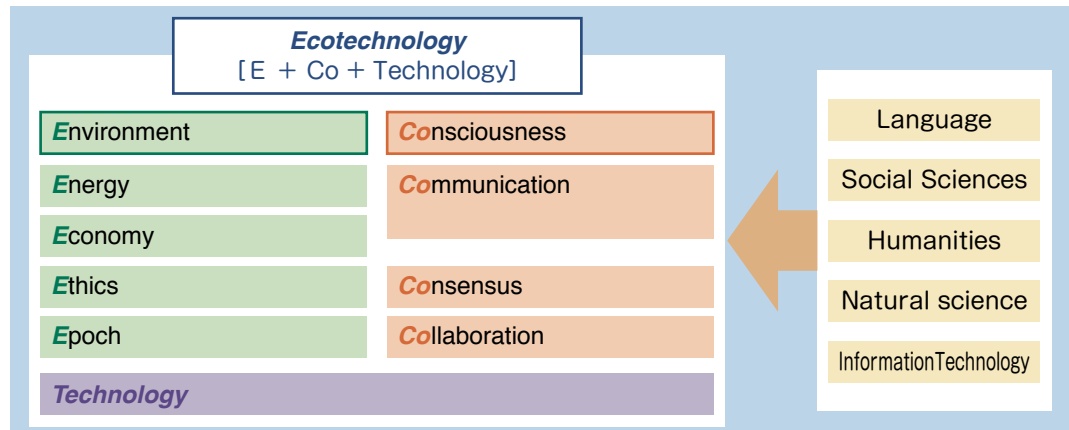 Ecotechnology
[E + Co + Technology]
Environment
Consciousness
Energy
Communication
Economy
Ethics
Consensus
Epoch
Collaboration
Technology
Language
Social Sciences
Humanities
Natural science
InformationTechnology